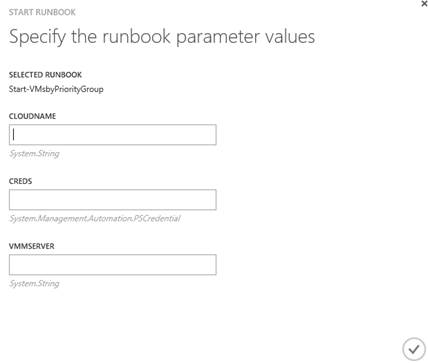 START RUNBOOK
Specify the runbook parameter values
SELECTED RUNBOOK
Start-VMsbyPriorityGroup
CLOUDNAME
System.String
CREDS
System.Management.Automation.PSCredential
VMMSERVER
System.String